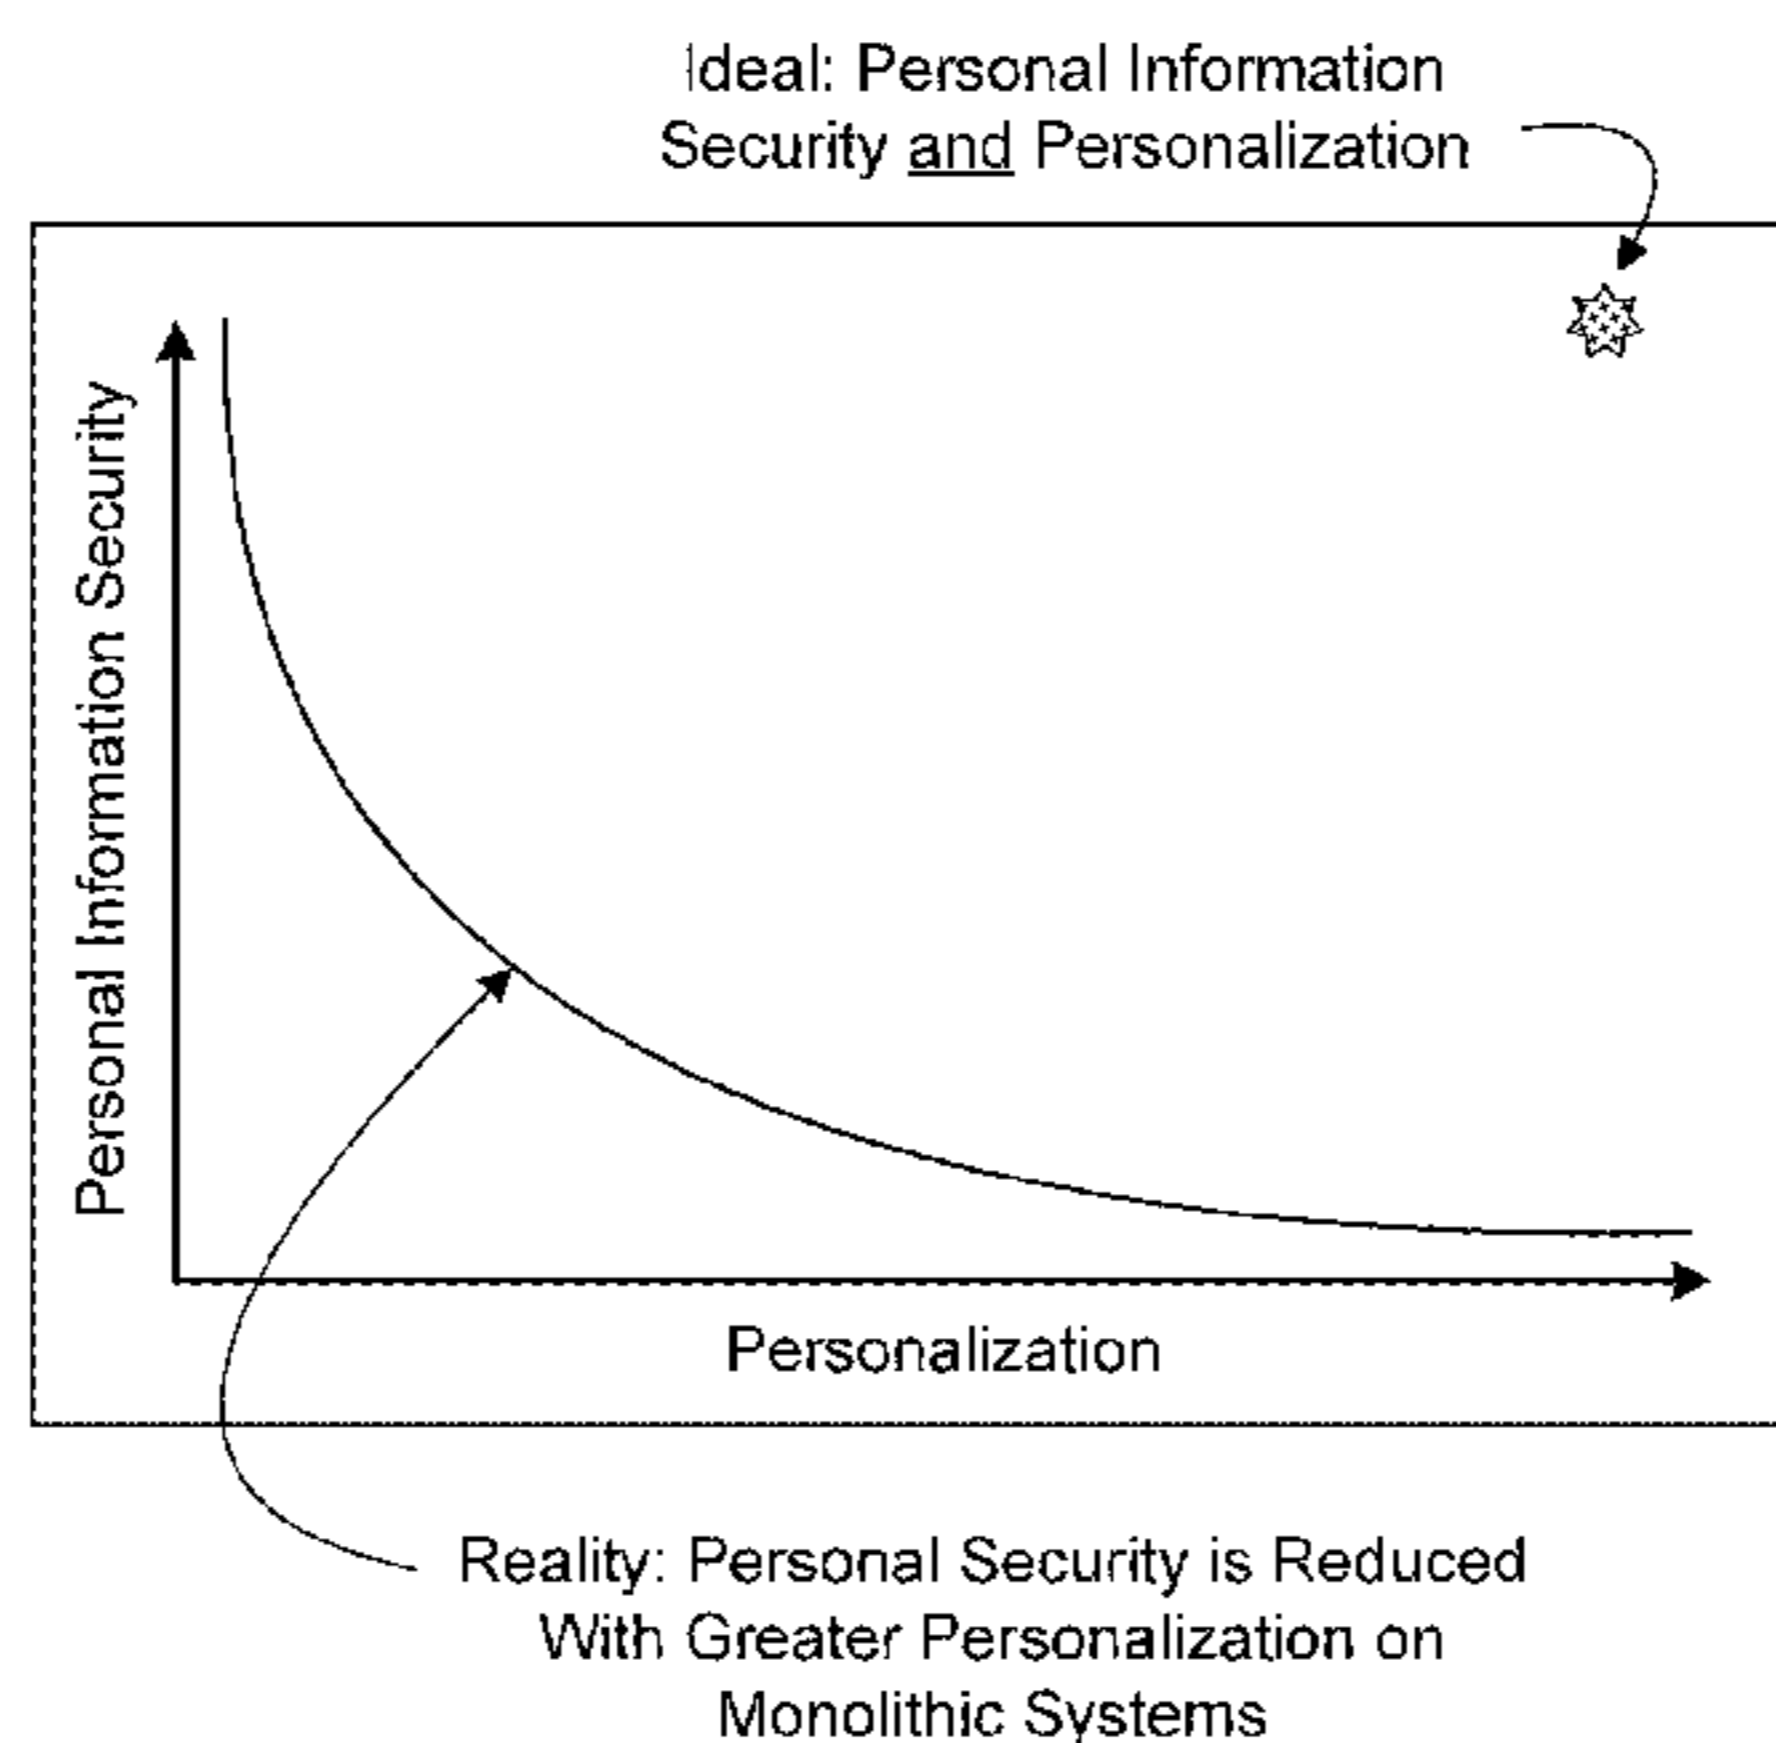 Ideal: Personal Information
Security and Personalization
Personal Information Security
Personalization
Reality: Personal Security is Reduced
With Greater Personalization on
Monolithic Systems